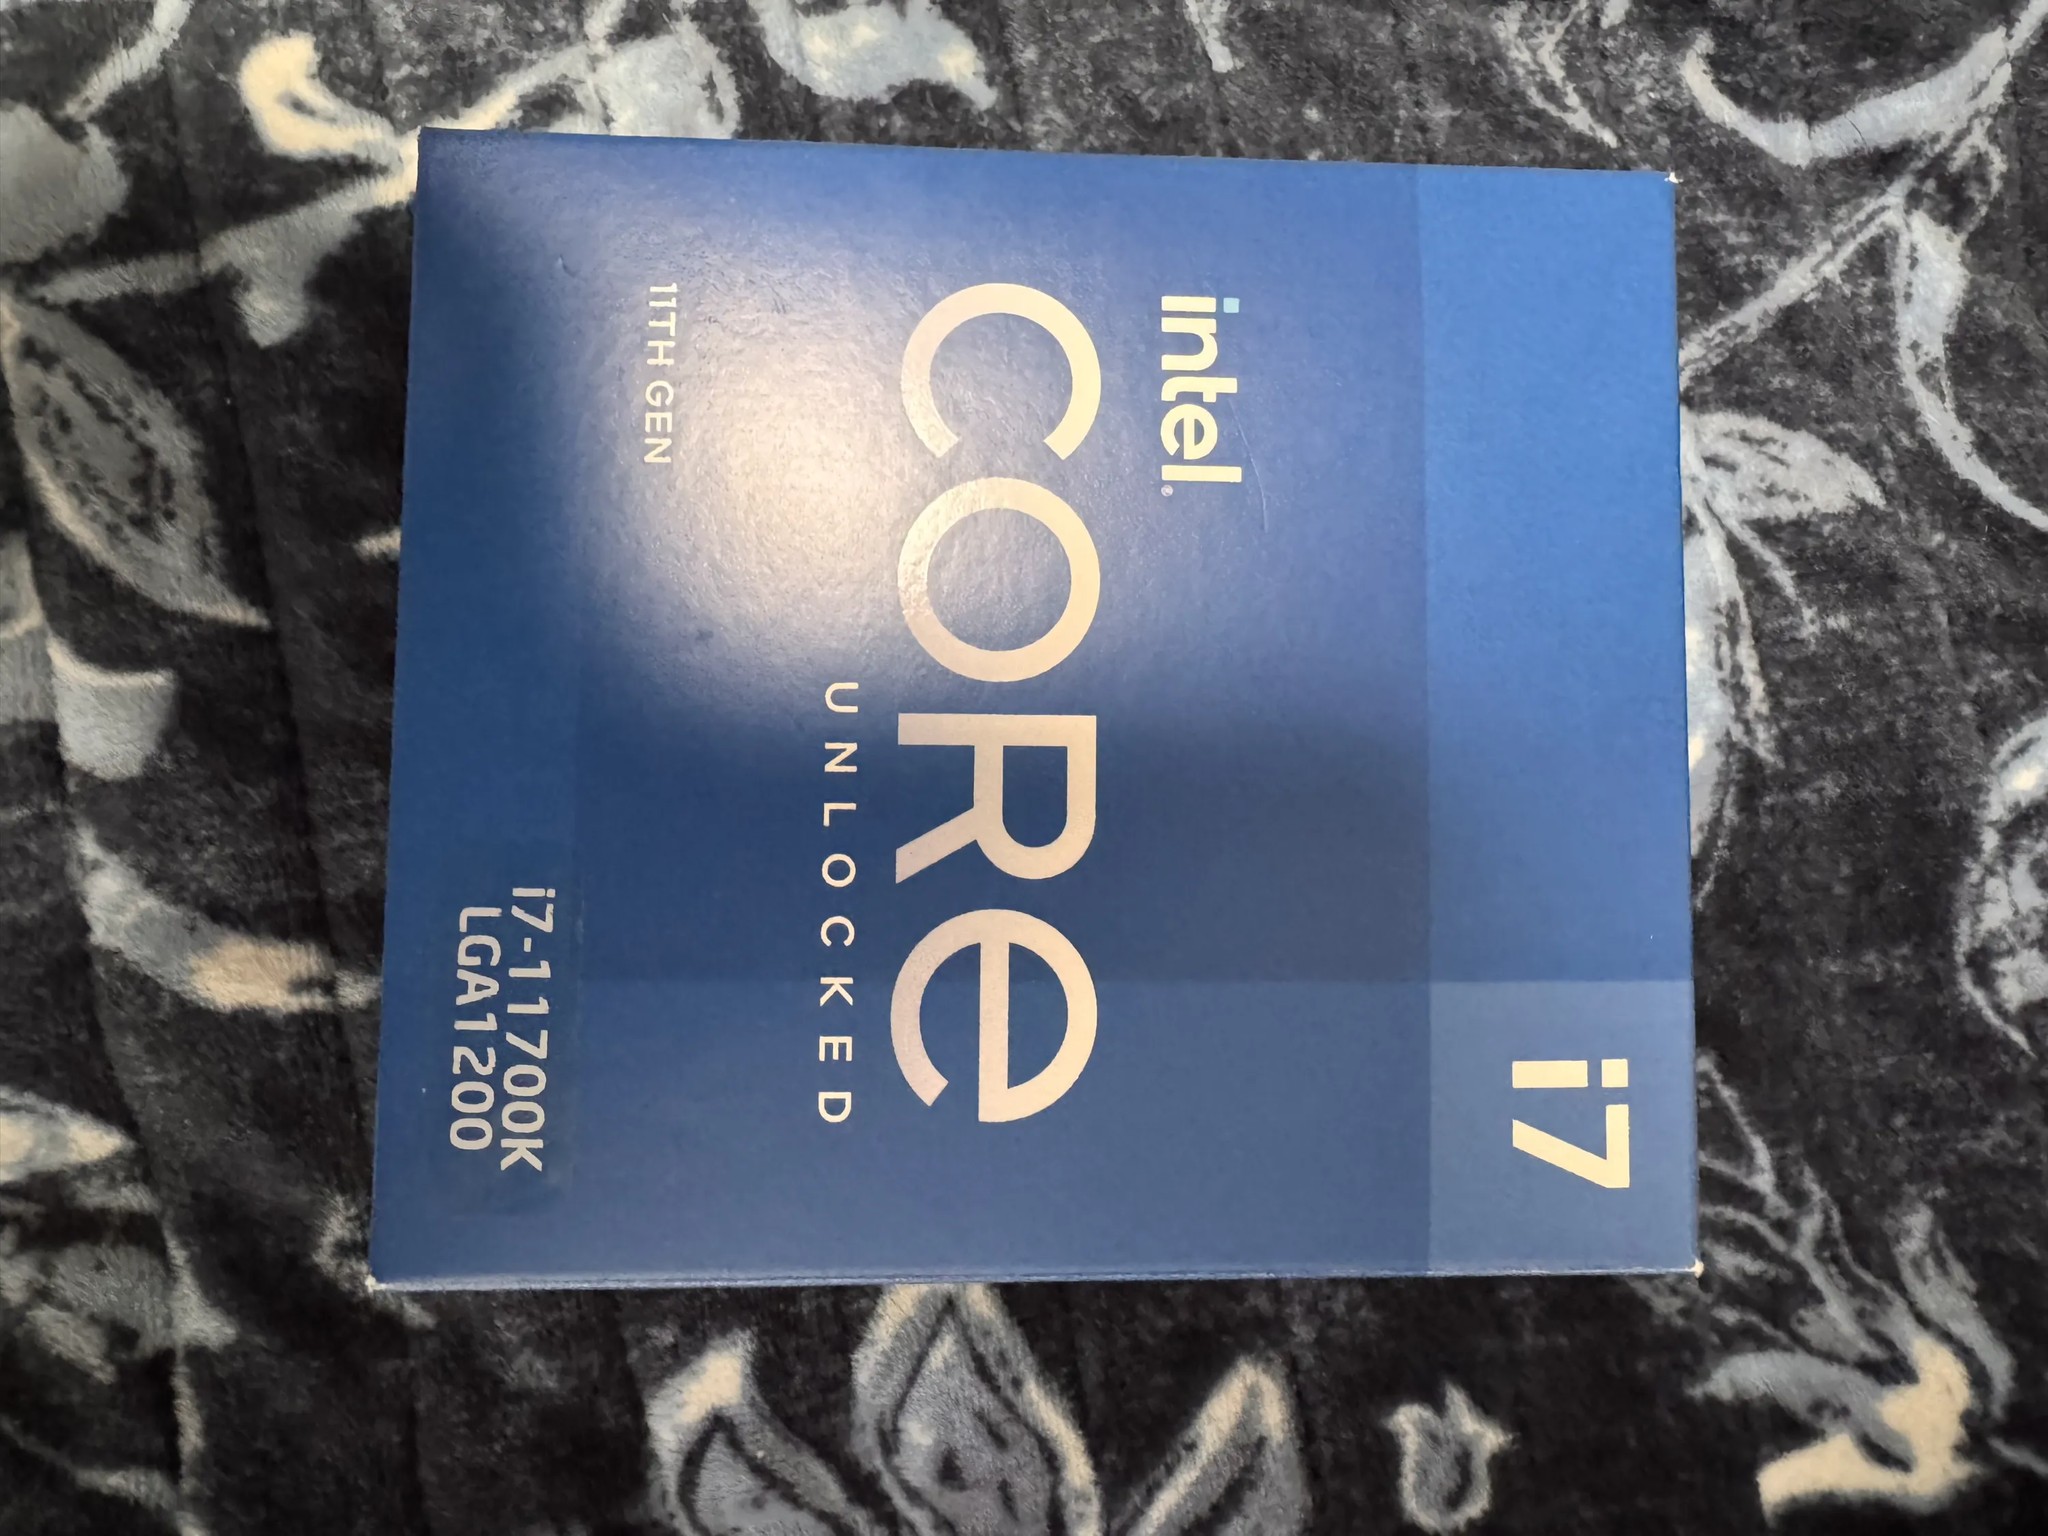 i7
intel®
CORe
UNLOCKED
11TH GEN
i7-11700K
LGA1200